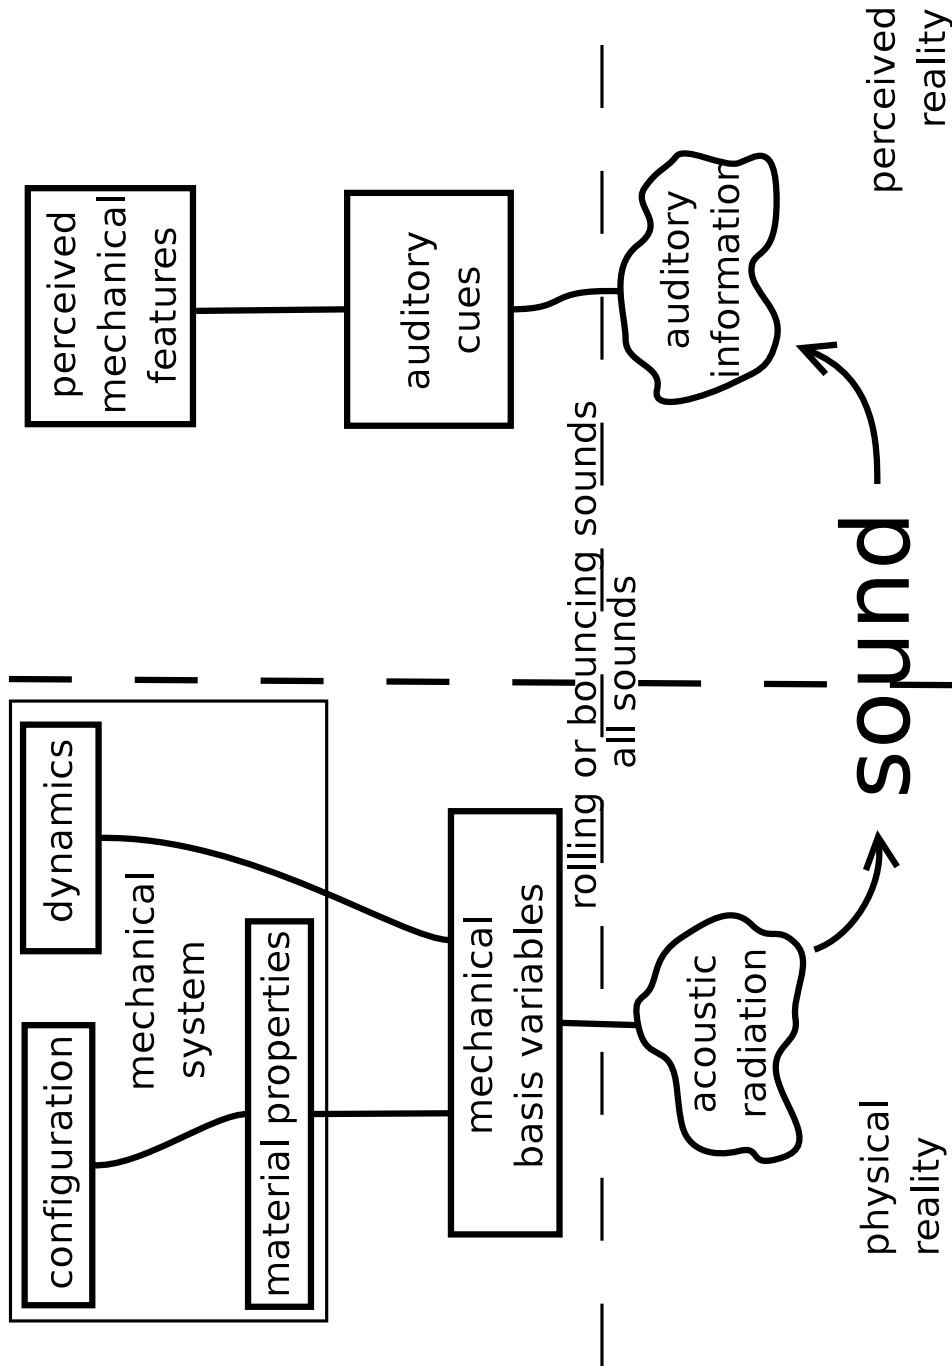 configuration
dynamics
mechanical
system
material properties
mechanical
basis variables
perceived
mechanical
features
auditory
cues
rolling or bouncing sounds
all sounds
acoustic
radiation
auditory
information
sound
physical
reality
perceived
reality